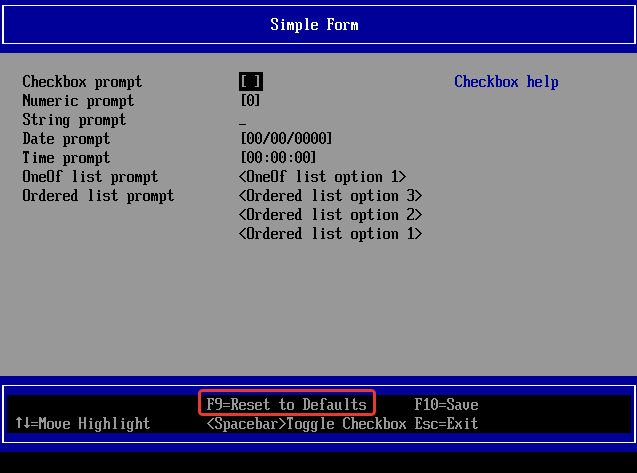 Simple Form
Checkbox prompt [ ] Checkbox help
Numeric prompt [0]
String prompt _
Date prompt [00/00/0000]
Time prompt [00:00:00]
OneOf list prompt <OneOf list option 1>
Ordered list prompt <Ordered list option 3>
<Ordered list option 2>
<Ordered list option 1>
F9=Reset to Defaults F10=Save
↑↓=Move Highlight <Spacebar>Toggle Checkbox Esc=Exit